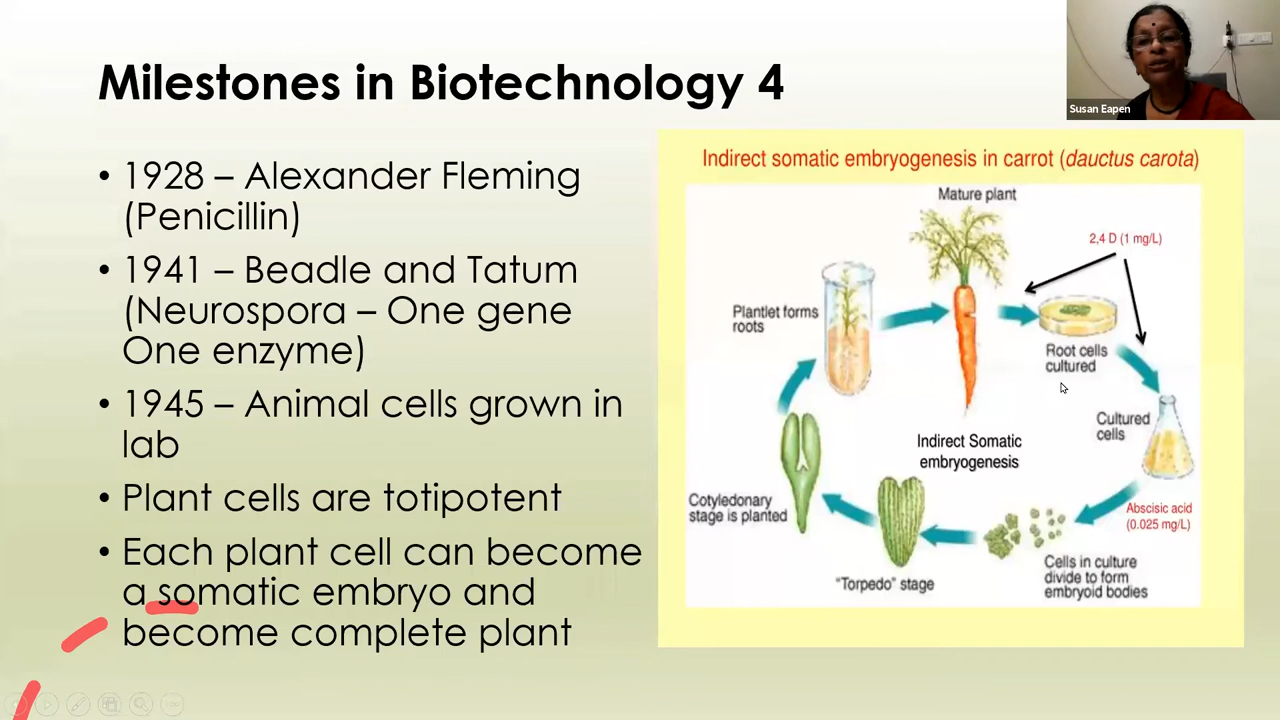 Milestones in Biotechnology 4
Susan Eapen
• 1928 – Alexander Fleming
(Penicillin)
• 1941 – Beadle and Tatum
(Neurospora – One gene
One enzyme)
• 1945 – Animal cells grown in
lab
• Plant cells are totipotent
• Each plant cell can become
a somatic embryo and
become complete plant
Indirect somatic embryogenesis in carrot (dauctus carota)
Mature plant
2,4 D (1 mg/L)
Plantlet forms
roots
Root cells
cultured
Cultured
cells
Indirect Somatic
embryogenesis
Cotyledonary
stage is planted
Abscisic acid
(0.025 mg/L)
"Torpedo" stage
Cells in culture
divide to form
embryoid bodies